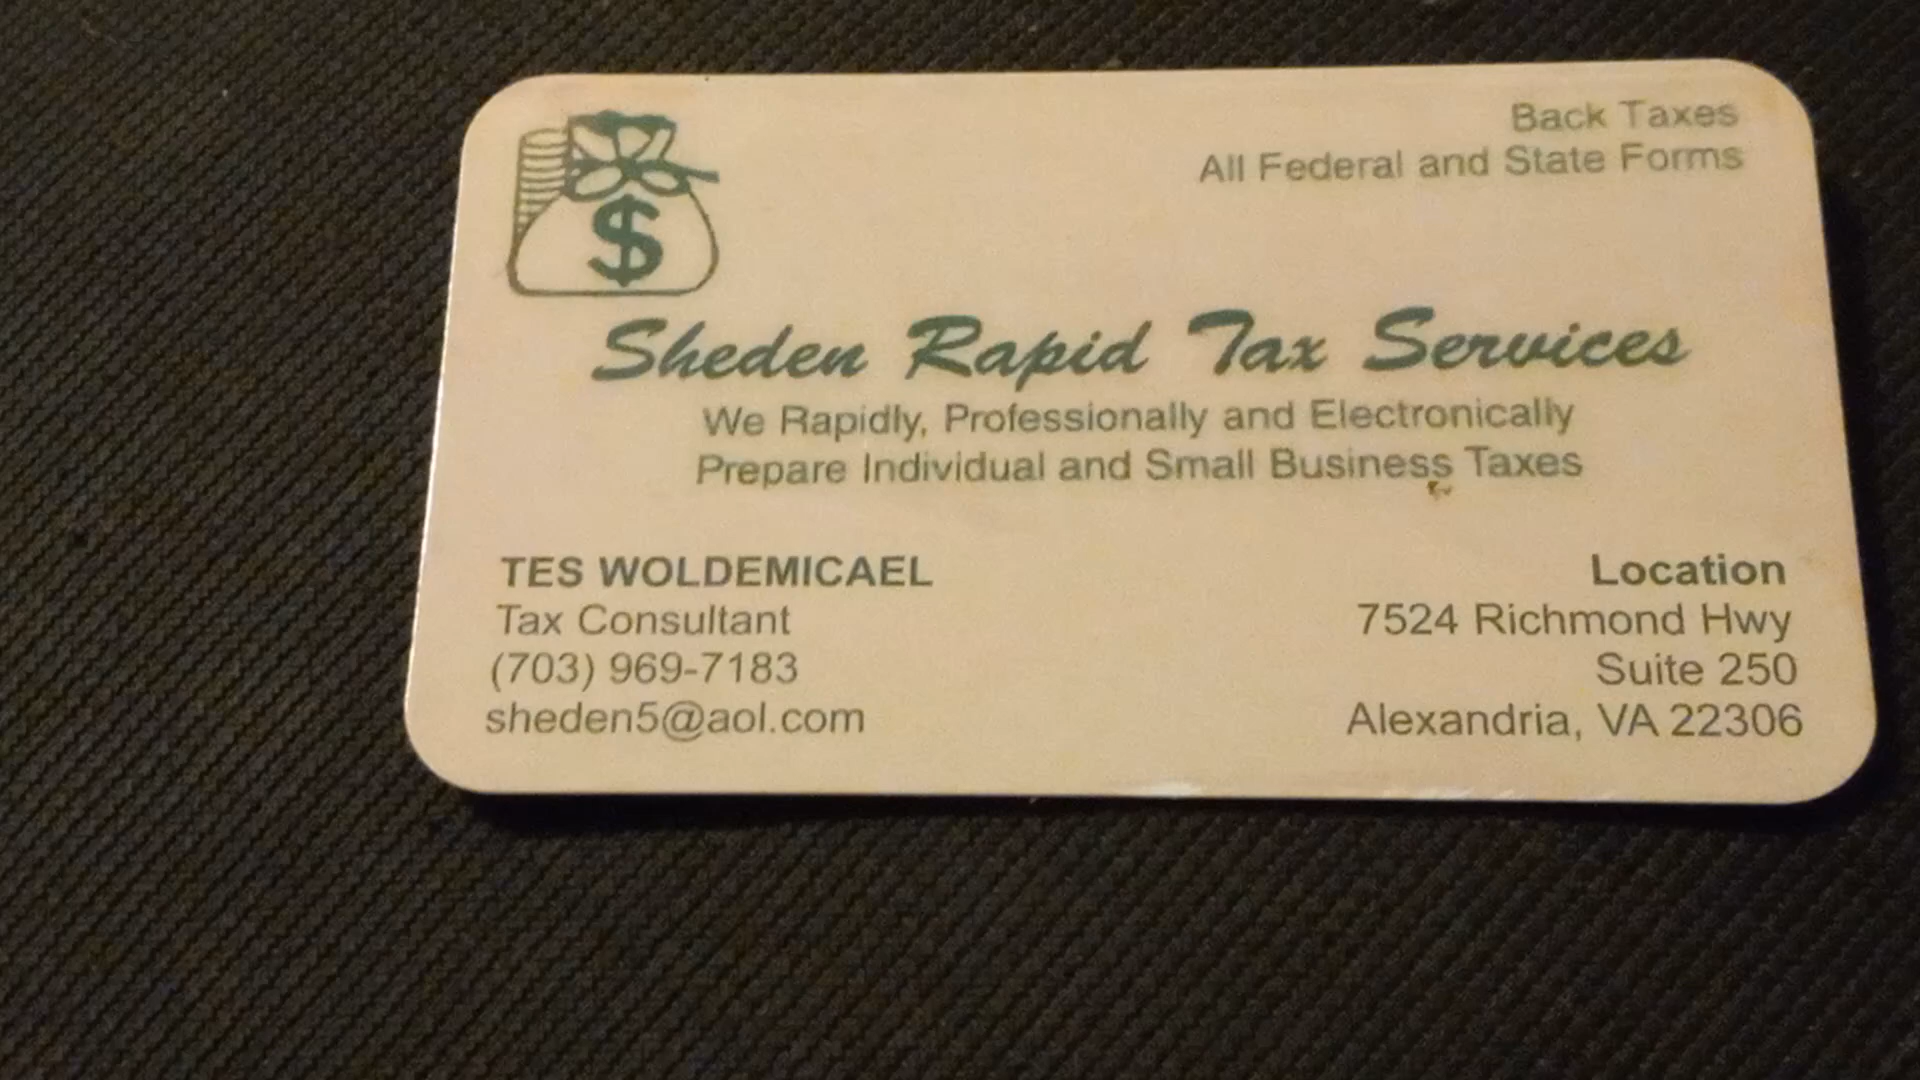 Back Taxes
All Federal and State Forms
$
Sheden Rapid Tax Services
We Rapidly, Professionally and Electronically
Prepare Individual and Small Business Taxes
TES WOLDEMICAEL
Tax Consultant
(703) 969-7183
sheden5@aol.com
Location
7524 Richmond Hwy
Suite 250
Alexandria, VA 22306